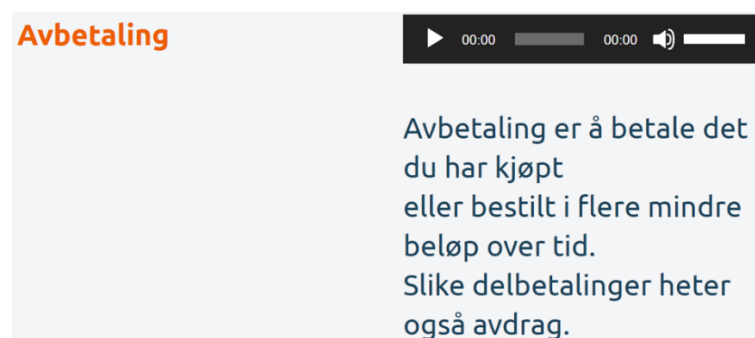 Avbetaling
00:00 00:00
Avbetaling er å betale det
du har kjøpt
eller bestilt i flere mindre
beløp over tid.
Slike delbetalinger heter
også avdrag.